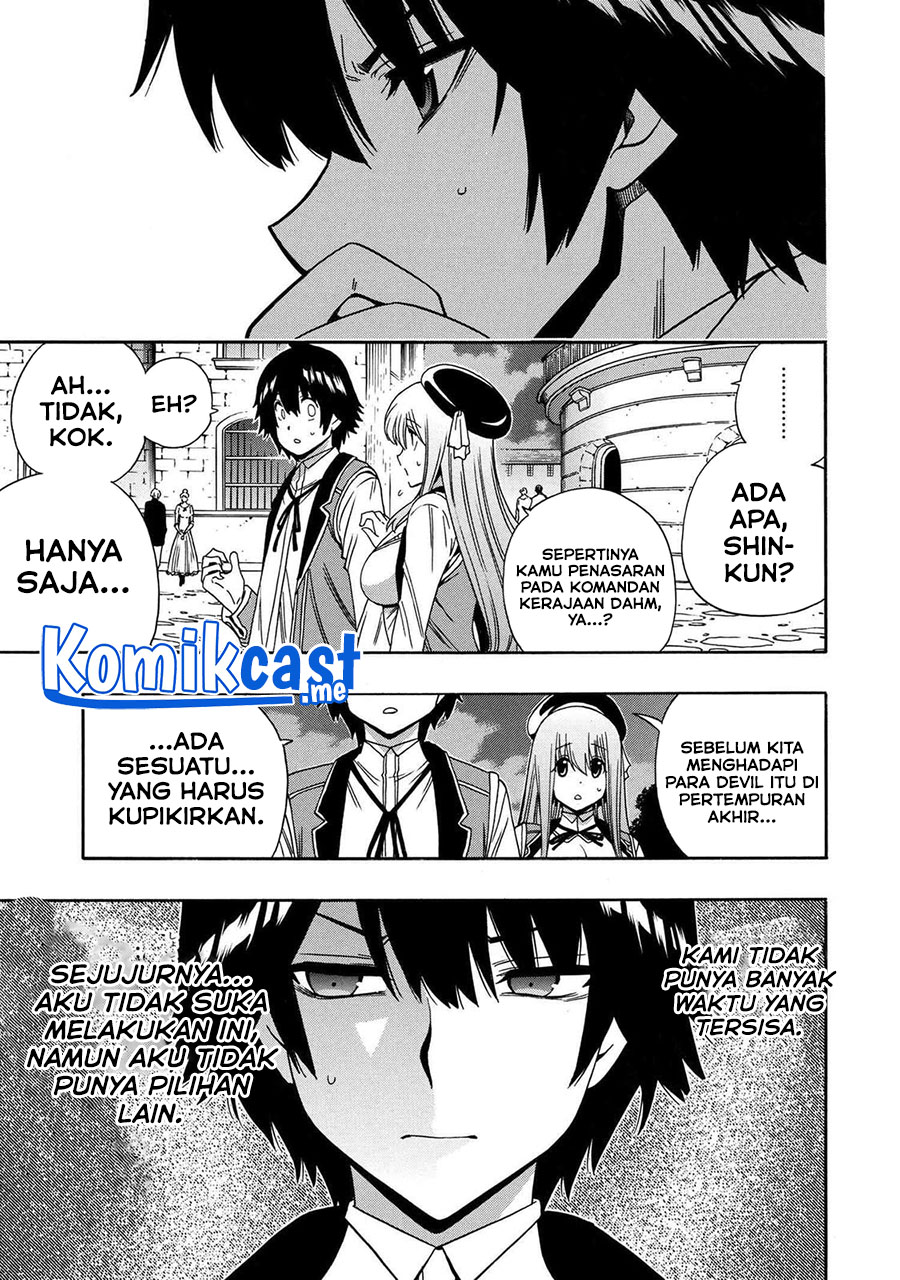 ..........
ADA
APA,
SHIN-
KUN?
SEPERTINYA
KAMU PENASARAN
PADA KOMANDAN
KERAJAAN DAHM,
YA...?
EH?
AH...
TIDAK,
KOK.
HANYA
SAJA...
Komikcast
.me
SEBELUM KITA
MENGHADAPI
PARA DEVIL ITU DI
PERTEMPURAN
AKHIR...
...ADA
SESUATU...
YANG HARUS
KUPIKIRKAN.
KAMI TIDAK
PUNYA BANYAK
WAKTU YANG
TERSISA.
SEJUJURNYA...
AKU TIDAK SUKA
MELAKUKAN INI,
NAMUN AKU TIDAK
PUNYA PILIHAN
LAIN.